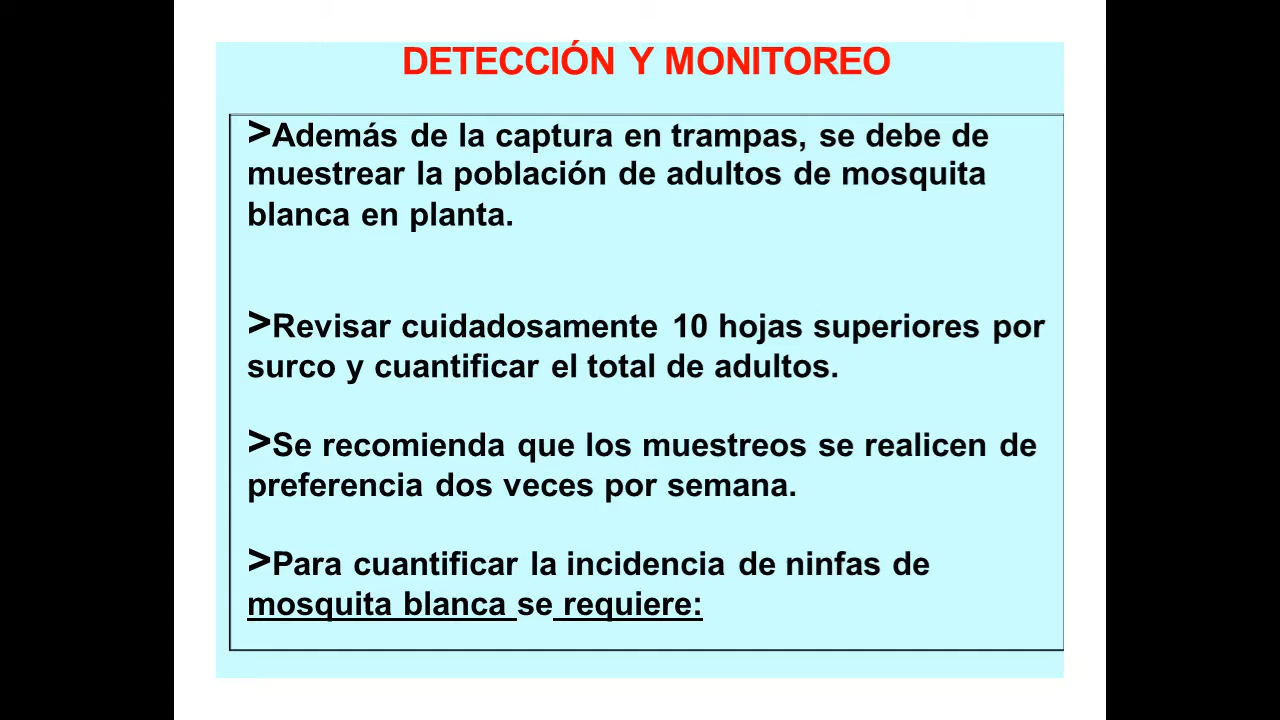 DETECCIÓN Y MONITOREO
>Además de la captura en trampas, se debe de
muestrear la población de adultos de mosquita
blanca en planta.
>Revisar cuidadosamente 10 hojas superiores por
surco y cuantificar el total de adultos.
>Se recomienda que los muestreos se realicen de
preferencia dos veces por semana.
>Para cuantificar la incidencia de ninfas de
mosquita blanca se requiere: